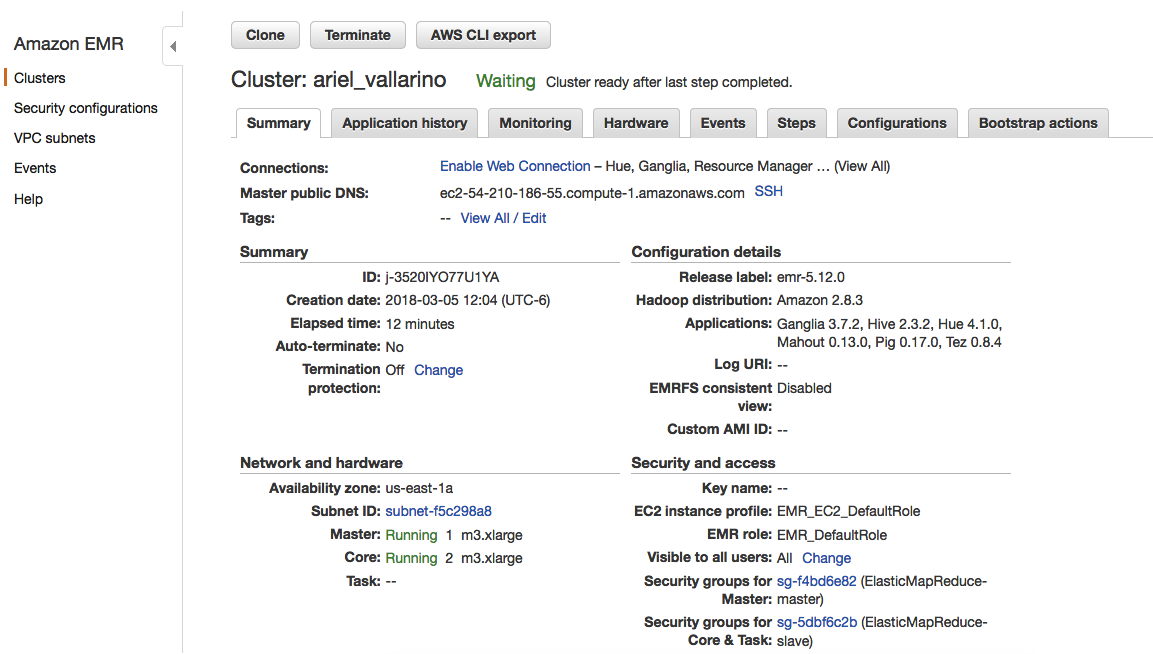 Amazon EMR
Clusters
Security configurations
VPC subnets
Events
Help
Clone Terminate AWS CLI export
Cluster: ariel_vallarino Waiting Cluster ready after last step completed.
Summary Application history Monitoring Hardware Events Steps Configurations Bootstrap actions
Connections: Enable Web Connection – Hue, Ganglia, Resource Manager … (View All)
Master public DNS: ec2-54-210-186-55.compute-1.amazonaws.com SSH
Tags: -- View All / Edit
Summary
ID: j-3520IYO77U1YA
Creation date: 2018-03-05 12:04 (UTC-6)
Elapsed time: 12 minutes
Auto-terminate: No
Termination Off Change
protection:
Configuration details
Release label: emr-5.12.0
Hadoop distribution: Amazon 2.8.3
Applications: Ganglia 3.7.2, Hive 2.3.2, Hue 4.1.0,
Mahout 0.13.0, Pig 0.17.0, Tez 0.8.4
Log URI: --
EMRFS consistent Disabled
view:
Custom AMI ID: --
Network and hardware
Availability zone: us-east-1a
Subnet ID: subnet-f5c298a8
Master: Running 1 m3.xlarge
Core: Running 2 m3.xlarge
Task: --
Security and access
Key name: --
EC2 instance profile: EMR_EC2_DefaultRole
EMR role: EMR_DefaultRole
Visible to all users: All Change
Security groups for sg-f4bd6e82 (ElasticMapReduce-
Master: master)
Security groups for sg-5dbf6c2b (ElasticMapReduce-
Core & Task: slave)